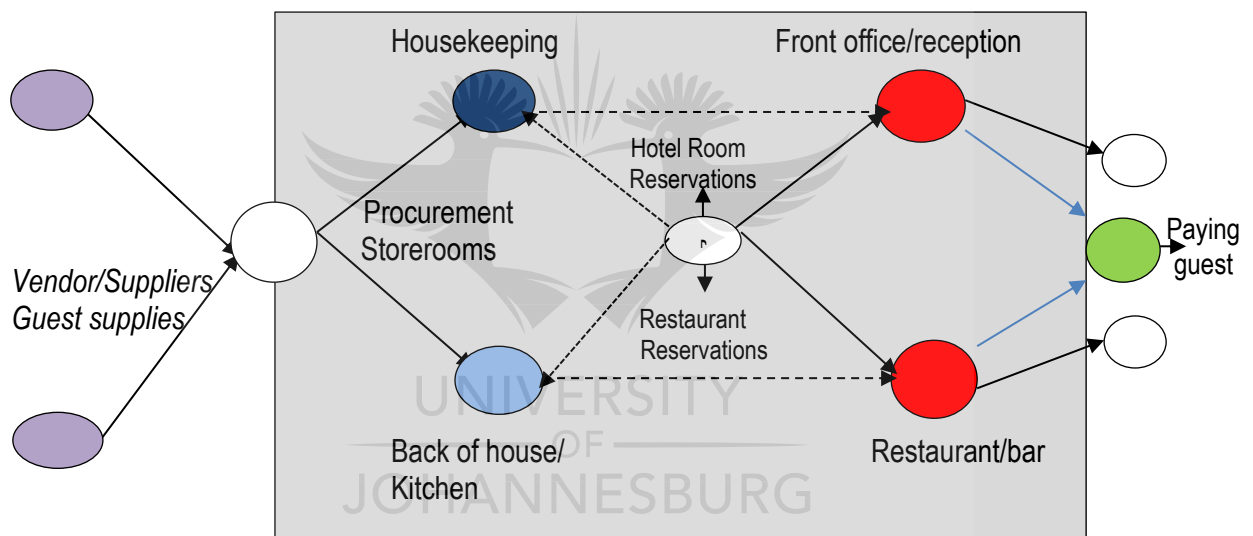 Housekeeping
Front office/reception
Hotel Room
Reservations
Procurement
Storerooms
Paying
guest
Vendor/Suppliers
Guest supplies
Restaurant
Reservations
Back of house/
Kitchen
Restaurant/bar
UNIVERSITY
OF
JOHANNESBURG